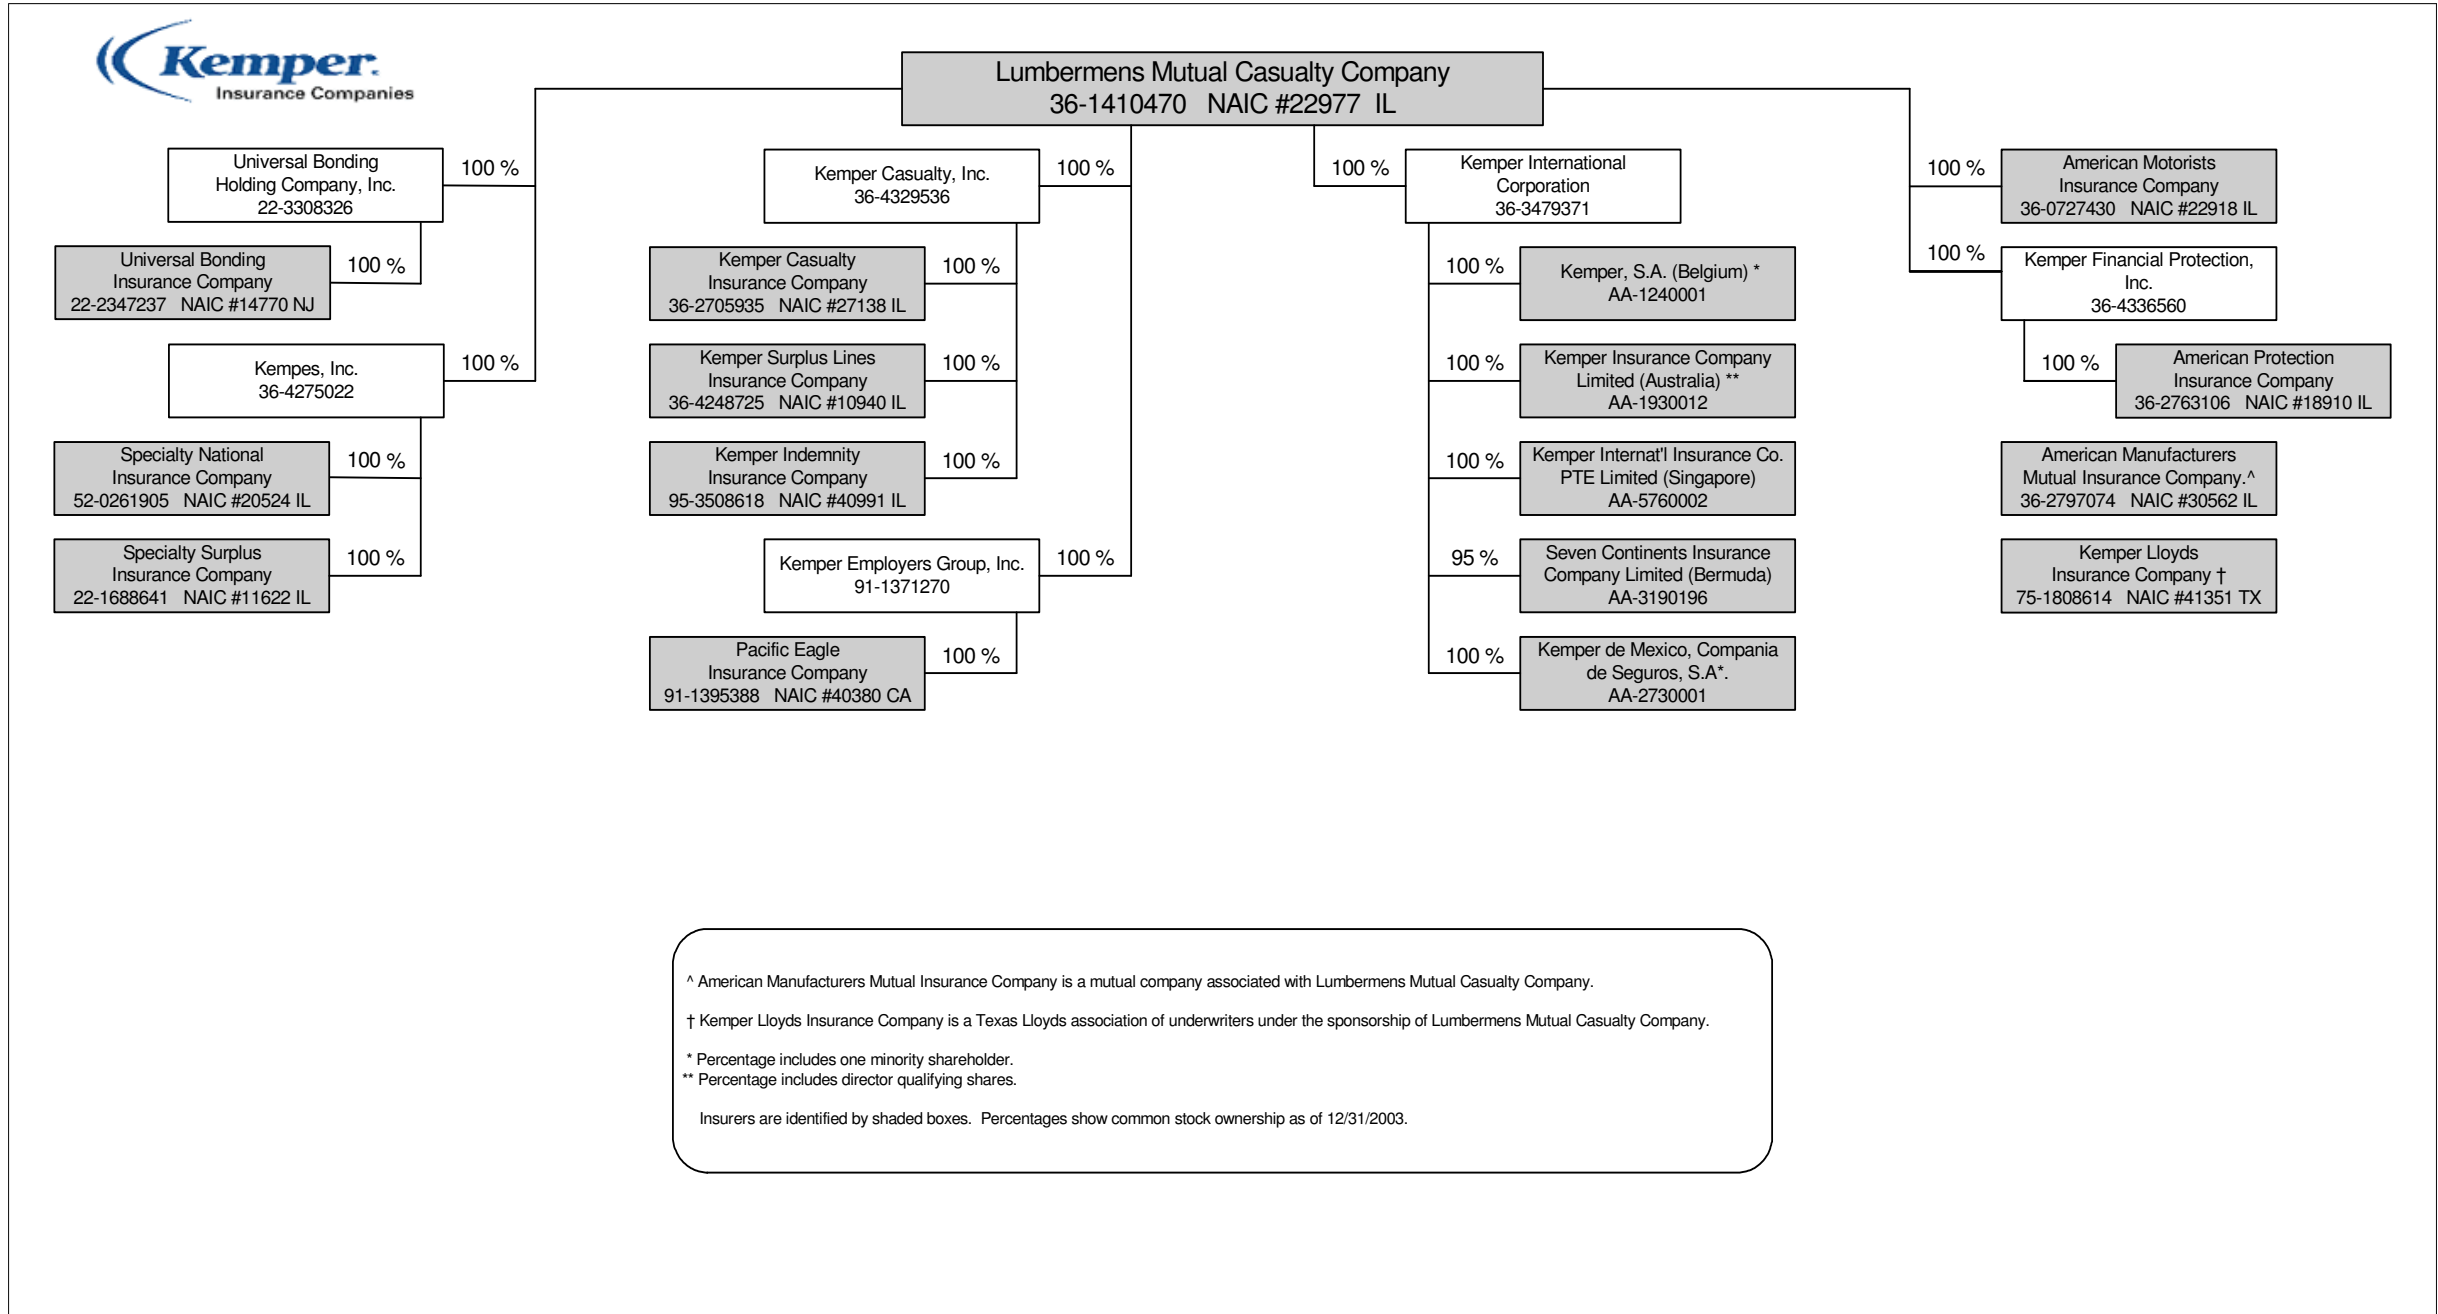 Kemper.
Insurance Companies
Lumbermens Mutual Casualty Company
36-1410470 NAIC #22977 IL
Universal Bonding
Holding Company, Inc.
22-3308326
100 %
Universal Bonding
Insurance Company
22-2347237 NAIC #14770 NJ
100 %
Kempes, Inc.
36-4275022
100 %
Specialty National
Insurance Company
52-0261905 NAIC #20524 IL
100 %
Specialty Surplus
Insurance Company
22-1688641 NAIC #11622 IL
100 %
Kemper Casualty, Inc.
36-4329536
100 %
Kemper Casualty
Insurance Company
36-2705935 NAIC #27138 IL
100 %
Kemper Surplus Lines
Insurance Company
36-4248725 NAIC #10940 IL
100 %
Kemper Indemnity
Insurance Company
95-3508618 NAIC #40991 IL
100 %
Kemper Employers Group, Inc.
91-1371270
100 %
Pacific Eagle
Insurance Company
91-1395388 NAIC #40380 CA
100 %
100 %
Kemper International
Corporation
36-3479371
100 %
Kemper, S.A. (Belgium) *
AA-1240001
100 %
Kemper Insurance Company
Limited (Australia) **
AA-1930012
100 %
Kemper Internat'l Insurance Co.
PTE Limited (Singapore)
AA-5760002
95 %
Seven Continents Insurance
Company Limited (Bermuda)
AA-3190196
100 %
Kemper de Mexico, Compania
de Seguros, S.A*.
AA-2730001
100 %
American Motorists
Insurance Company
36-0727430 NAIC #22918 IL
100 %
Kemper Financial Protection,
Inc.
36-4336560
100 %
American Protection
Insurance Company
36-2763106 NAIC #18910 IL
American Manufacturers
Mutual Insurance Company.^
36-2797074 NAIC #30562 IL
Kemper Lloyds
Insurance Company †
75-1808614 NAIC #41351 TX
^ American Manufacturers Mutual Insurance Company is a mutual company associated with Lumbermens Mutual Casualty Company.
† Kemper Lloyds Insurance Company is a Texas Lloyds association of underwriters under the sponsorship of Lumbermens Mutual Casualty Company.
* Percentage includes one minority shareholder.
** Percentage includes director qualifying shares.
Insurers are identified by shaded boxes. Percentages show common stock ownership as of 12/31/2003.